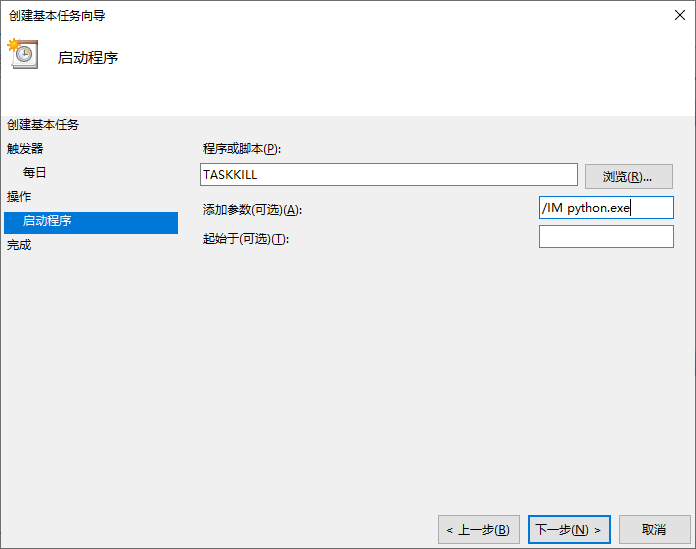 创建基本任务向导
启动程序
创建基本任务
触发器
每日
操作
启动程序
完成
程序或脚本(P):
TASKKILL
浏览(R)...
添加参数(可选)(A):
/IM python.exe
起始于(可选)(T):
< 上一步(B)
下一步(N) >
取消